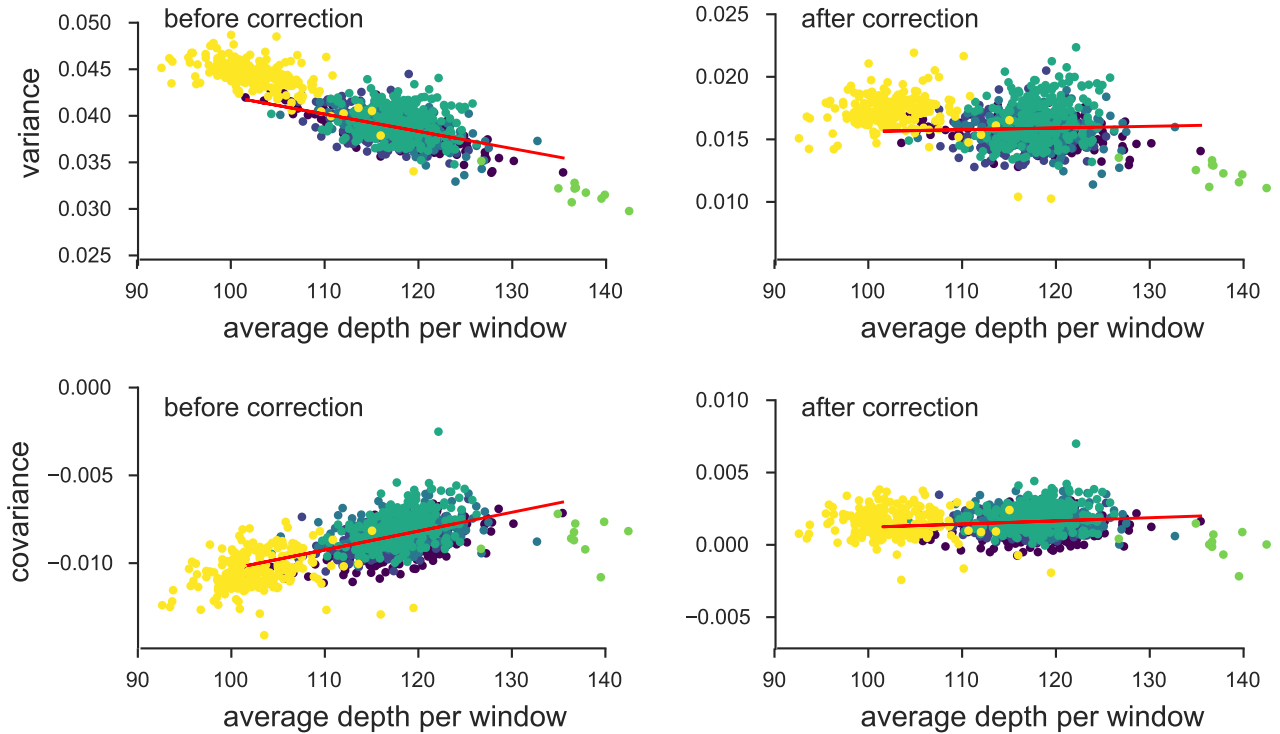 before correction
0.050
0.045
0.040
0.035
0.030
0.025
variance
90 100 110 120 130 140
average depth per window
after correction
0.025
0.020
0.015
0.010
90 100 110 120 130 140
average depth per window
before correction
0.000
−0.005
−0.010
covariance
90 100 110 120 130 140
average depth per window
after correction
0.010
0.005
0.000
−0.005
90 100 110 120 130 140
average depth per window